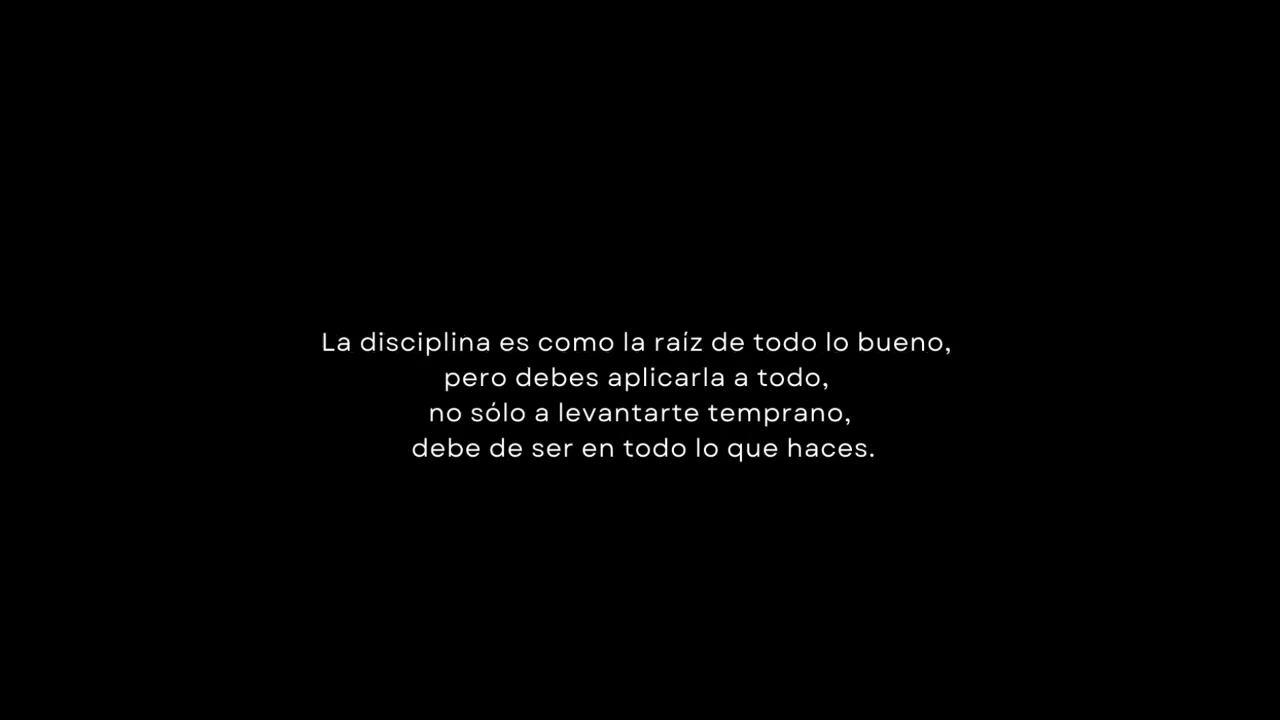 La disciplina es como la raíz de todo lo bueno,
pero debes aplicarla a todo,
no sólo a levantarte temprano,
debe de ser en todo lo que haces.